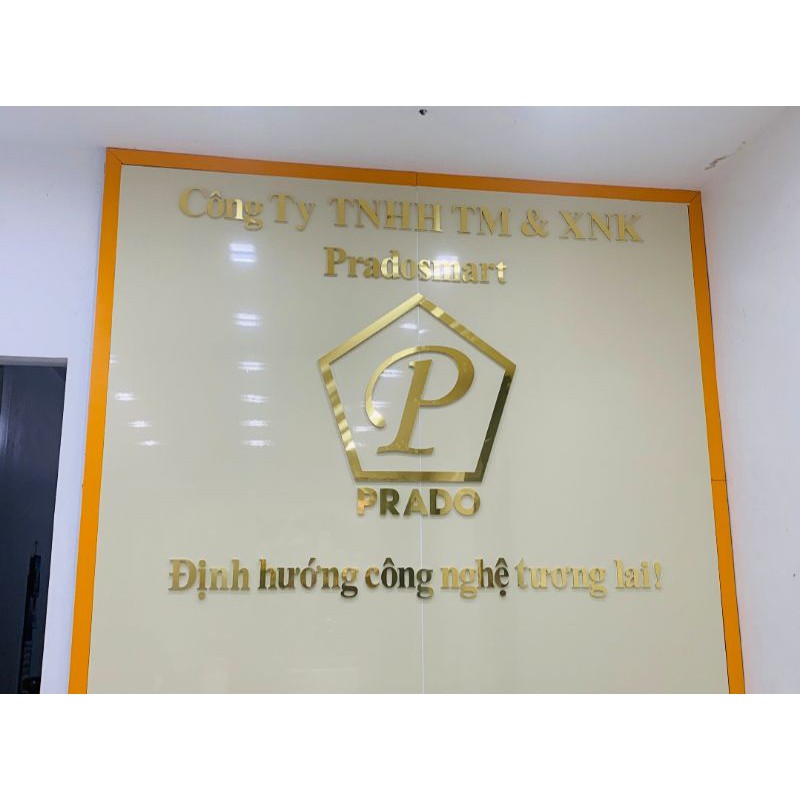 Công Ty TNHH TM & XNK
Pradosmart
P
PRADO
Định hướng công nghệ tương lai!